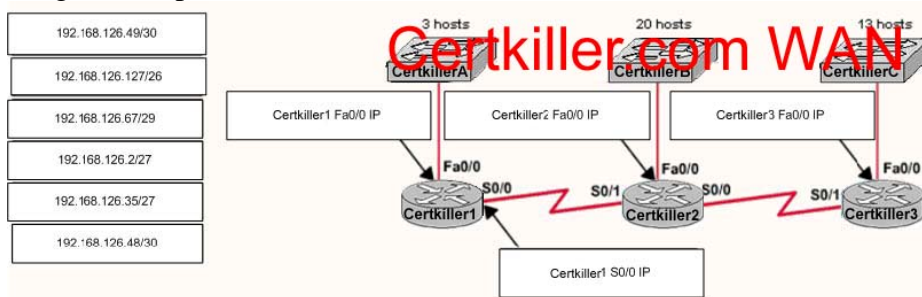 192.168.126.49/30
192.168.126.127/26
192.168.126.67/29
192.168.126.2/27
192.168.126.35/27
192.168.126.48/30
3 hosts
20 hosts
13 hosts
Certkiller.com WAN
CertkillerA
CertkillerB
CertkillerC
Certkiller1 Fa0/0 IP
Certkiller2 Fa0/0 IP
Certkiller3 Fa0/0 IP
Fa0/0
Fa0/0
Fa0/0
S0/0
S0/1
S0/0
S0/1
Certkiller1
Certkiller2
Certkiller3
Certkiller1 S0/0 IP